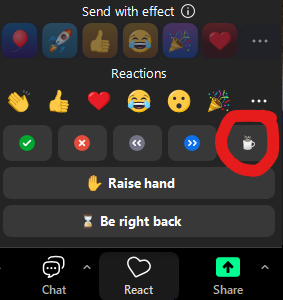 Send with effect
Reactions
Raise hand
Be right back
Chat
React
Share